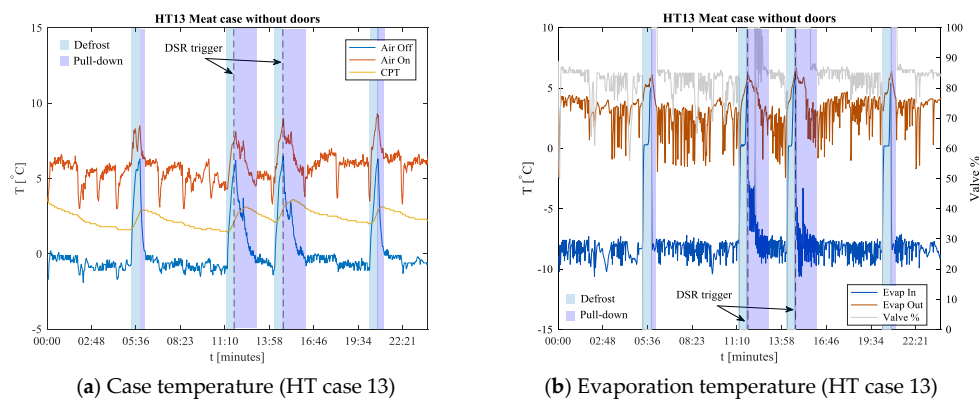 HT13 Meat case without doors
15
10
5
0
-5
T [°C]
Defrost
Pull-down
DSR trigger
Air Off
Air On
CPT
00:00 02:48 05:36 08:23 11:10 13:58 16:46 19:34 22:21
t [minutes]
(a) Case temperature (HT case 13)
HT13 Meat case without doors
10
5
0
-5
-10
-15
T [°C]
100
90
80
70
60
50
40
30
20
10
0
Valve %
DSR trigger
Defrost
Pull-down
Evap In
Evap Out
Valve %
00:00 02:48 05:36 08:23 11:10 13:58 16:46 19:34 22:21
t [minutes]
(b) Evaporation temperature (HT case 13)